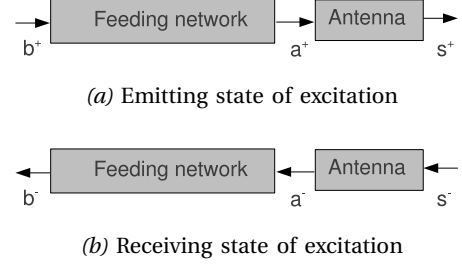 Feeding network Antenna
b⁺ a⁺ s⁺
(a) Emitting state of excitation
Feeding network Antenna
b⁻ a⁻ s⁻
(b) Receiving state of excitation